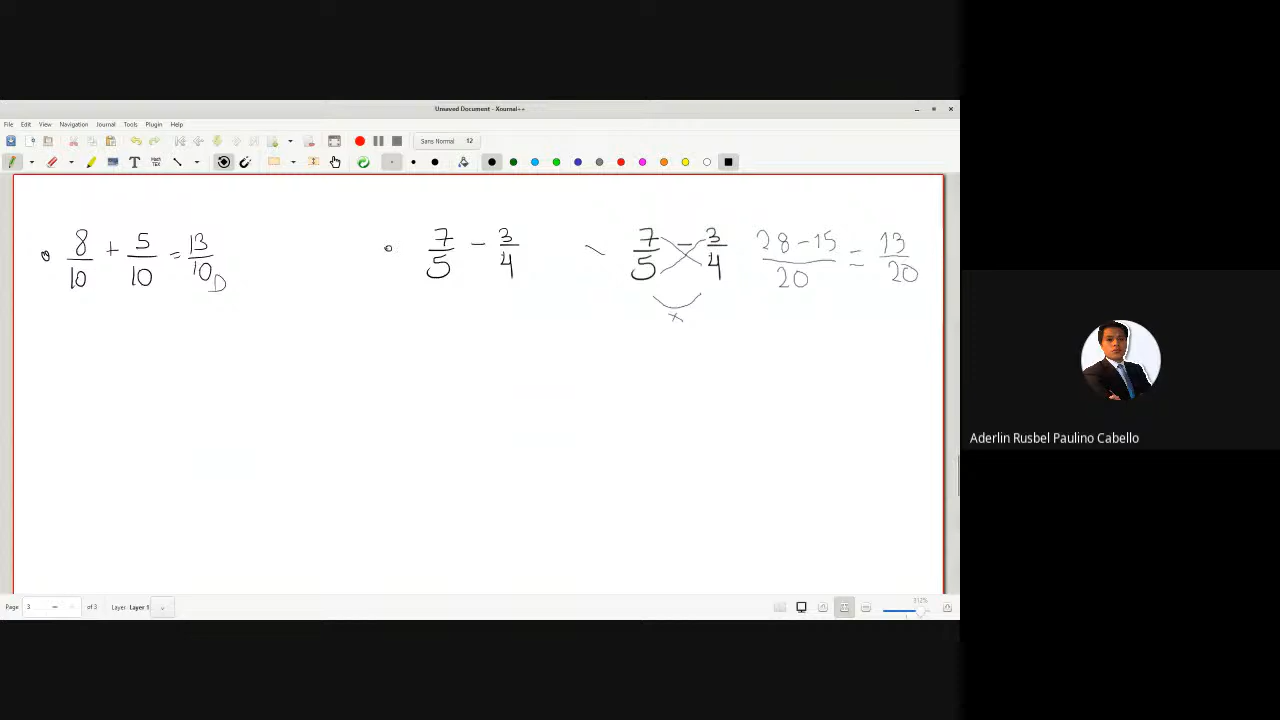 Unsaved Document - Xournal++
File Edit View Navigation Journal Tools Plugin Help
Sans Normal 12
8/10 + 5/10 = 13/10 D
7/5 - 3/4
7/5 - 3/4 (28 - 15)/20 = 13/20
x
Aderlin Rusbel Paulino Cabello
Page 3 of 3 Layer Layer 1 312%